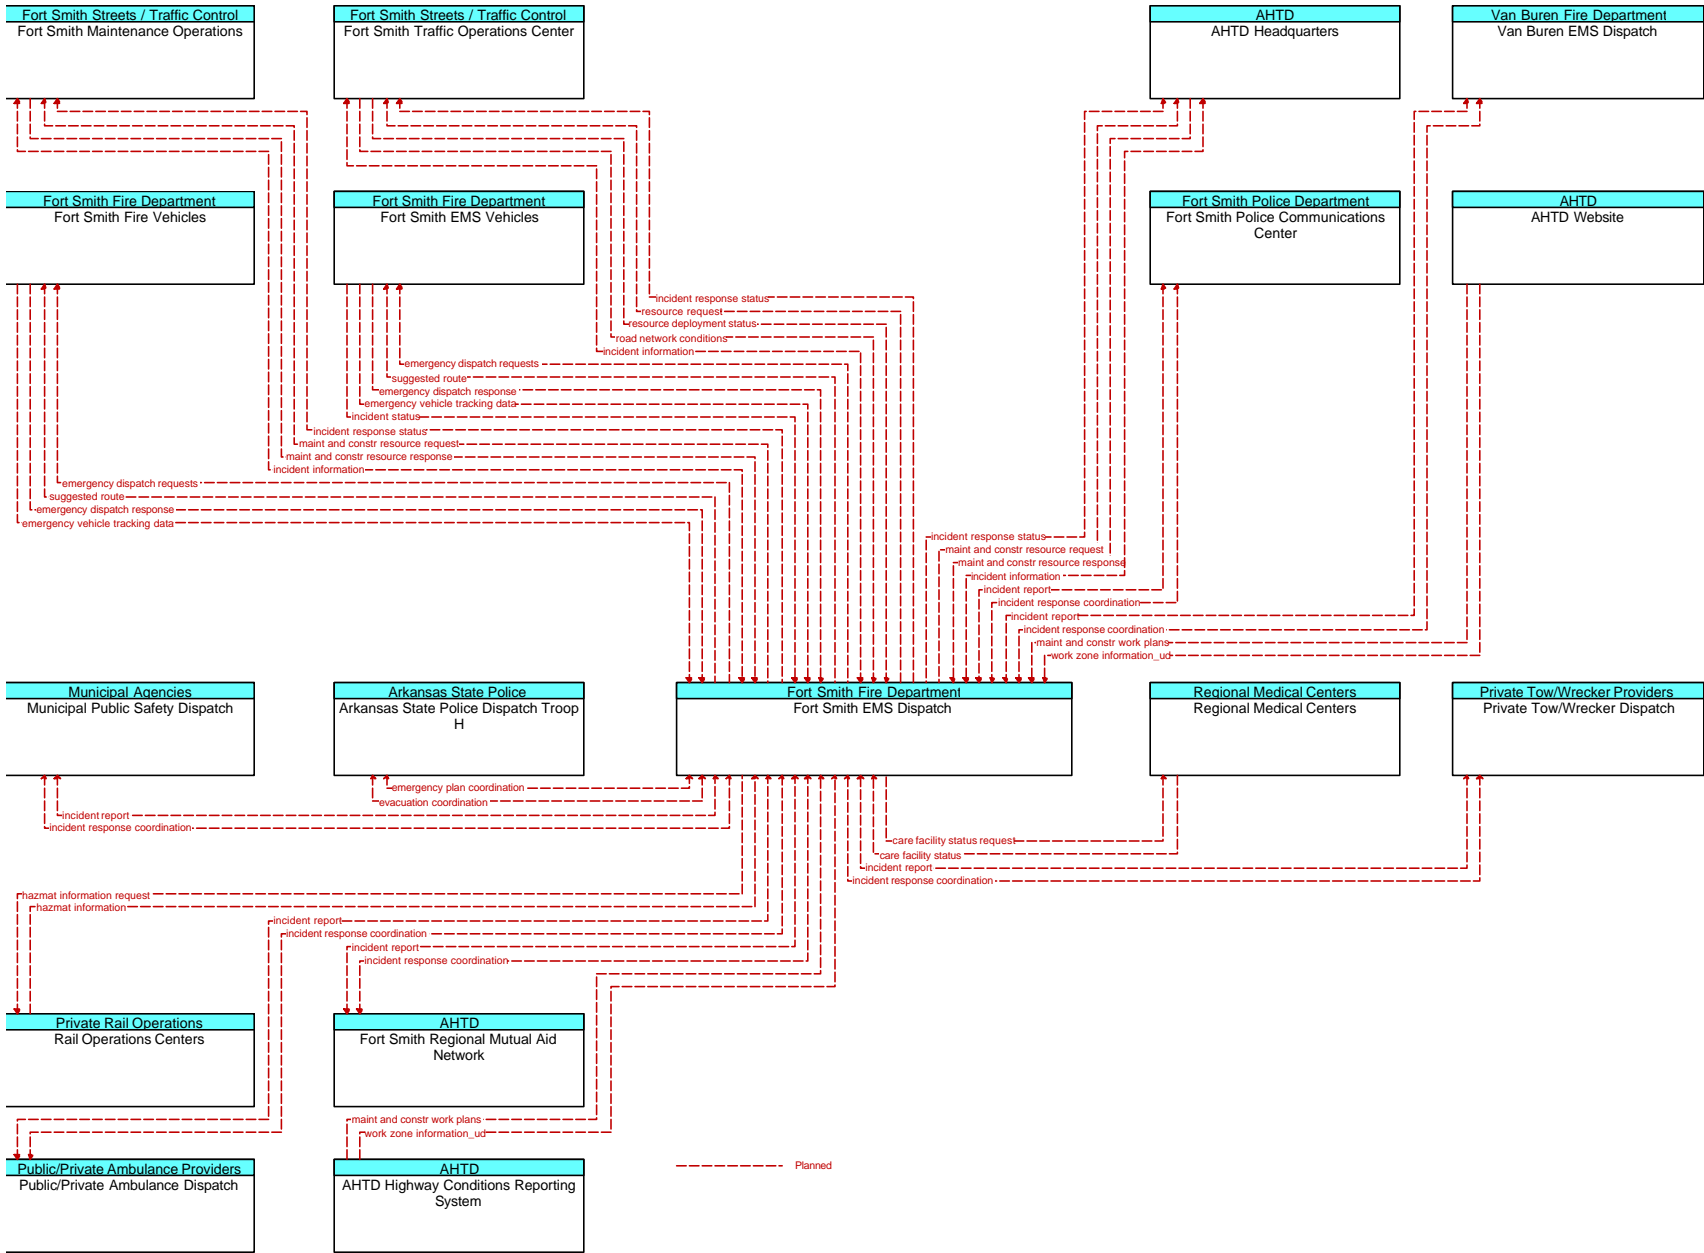 Fort Smith Streets / Traffic Control
Fort Smith Maintenance Operations
Fort Smith Streets / Traffic Control
Fort Smith Traffic Operations Center
AHTD
AHTD Headquarters
Van Buren Fire Department
Van Buren EMS Dispatch
Fort Smith Fire Department
Fort Smith Fire Vehicles
Fort Smith Fire Department
Fort Smith EMS Vehicles
Fort Smith Police Department
Fort Smith Police Communications
Center
AHTD
AHTD Website
incident response status
resource request
resource deployment status
road network conditions
incident information
emergency dispatch requests
suggested route
emergency dispatch response
emergency vehicle tracking data
incident status
incident response status
maint and constr resource request
maint and constr resource response
incident information
emergency dispatch requests
suggested route
emergency dispatch response
emergency vehicle tracking data
incident response status
maint and constr resource request
maint and constr resource response
incident information
incident report
incident response coordination
incident report
incident response coordination
maint and constr work plans
work zone information_ud
Municipal Agencies
Municipal Public Safety Dispatch
Arkansas State Police
Arkansas State Police Dispatch Troop
H
Fort Smith Fire Department
Fort Smith EMS Dispatch
Regional Medical Centers
Regional Medical Centers
Private Tow/Wrecker Providers
Private Tow/Wrecker Dispatch
emergency plan coordination
evacuation coordination
incident report
incident response coordination
care facility status request
care facility status
incident report
incident response coordination
hazmat information request
hazmat information
incident report
incident response coordination
incident report
incident response coordination
Private Rail Operations
Rail Operations Centers
AHTD
Fort Smith Regional Mutual Aid
Network
maint and constr work plans
work zone information_ud
Public/Private Ambulance Providers
Public/Private Ambulance Dispatch
AHTD
AHTD Highway Conditions Reporting
System
Planned